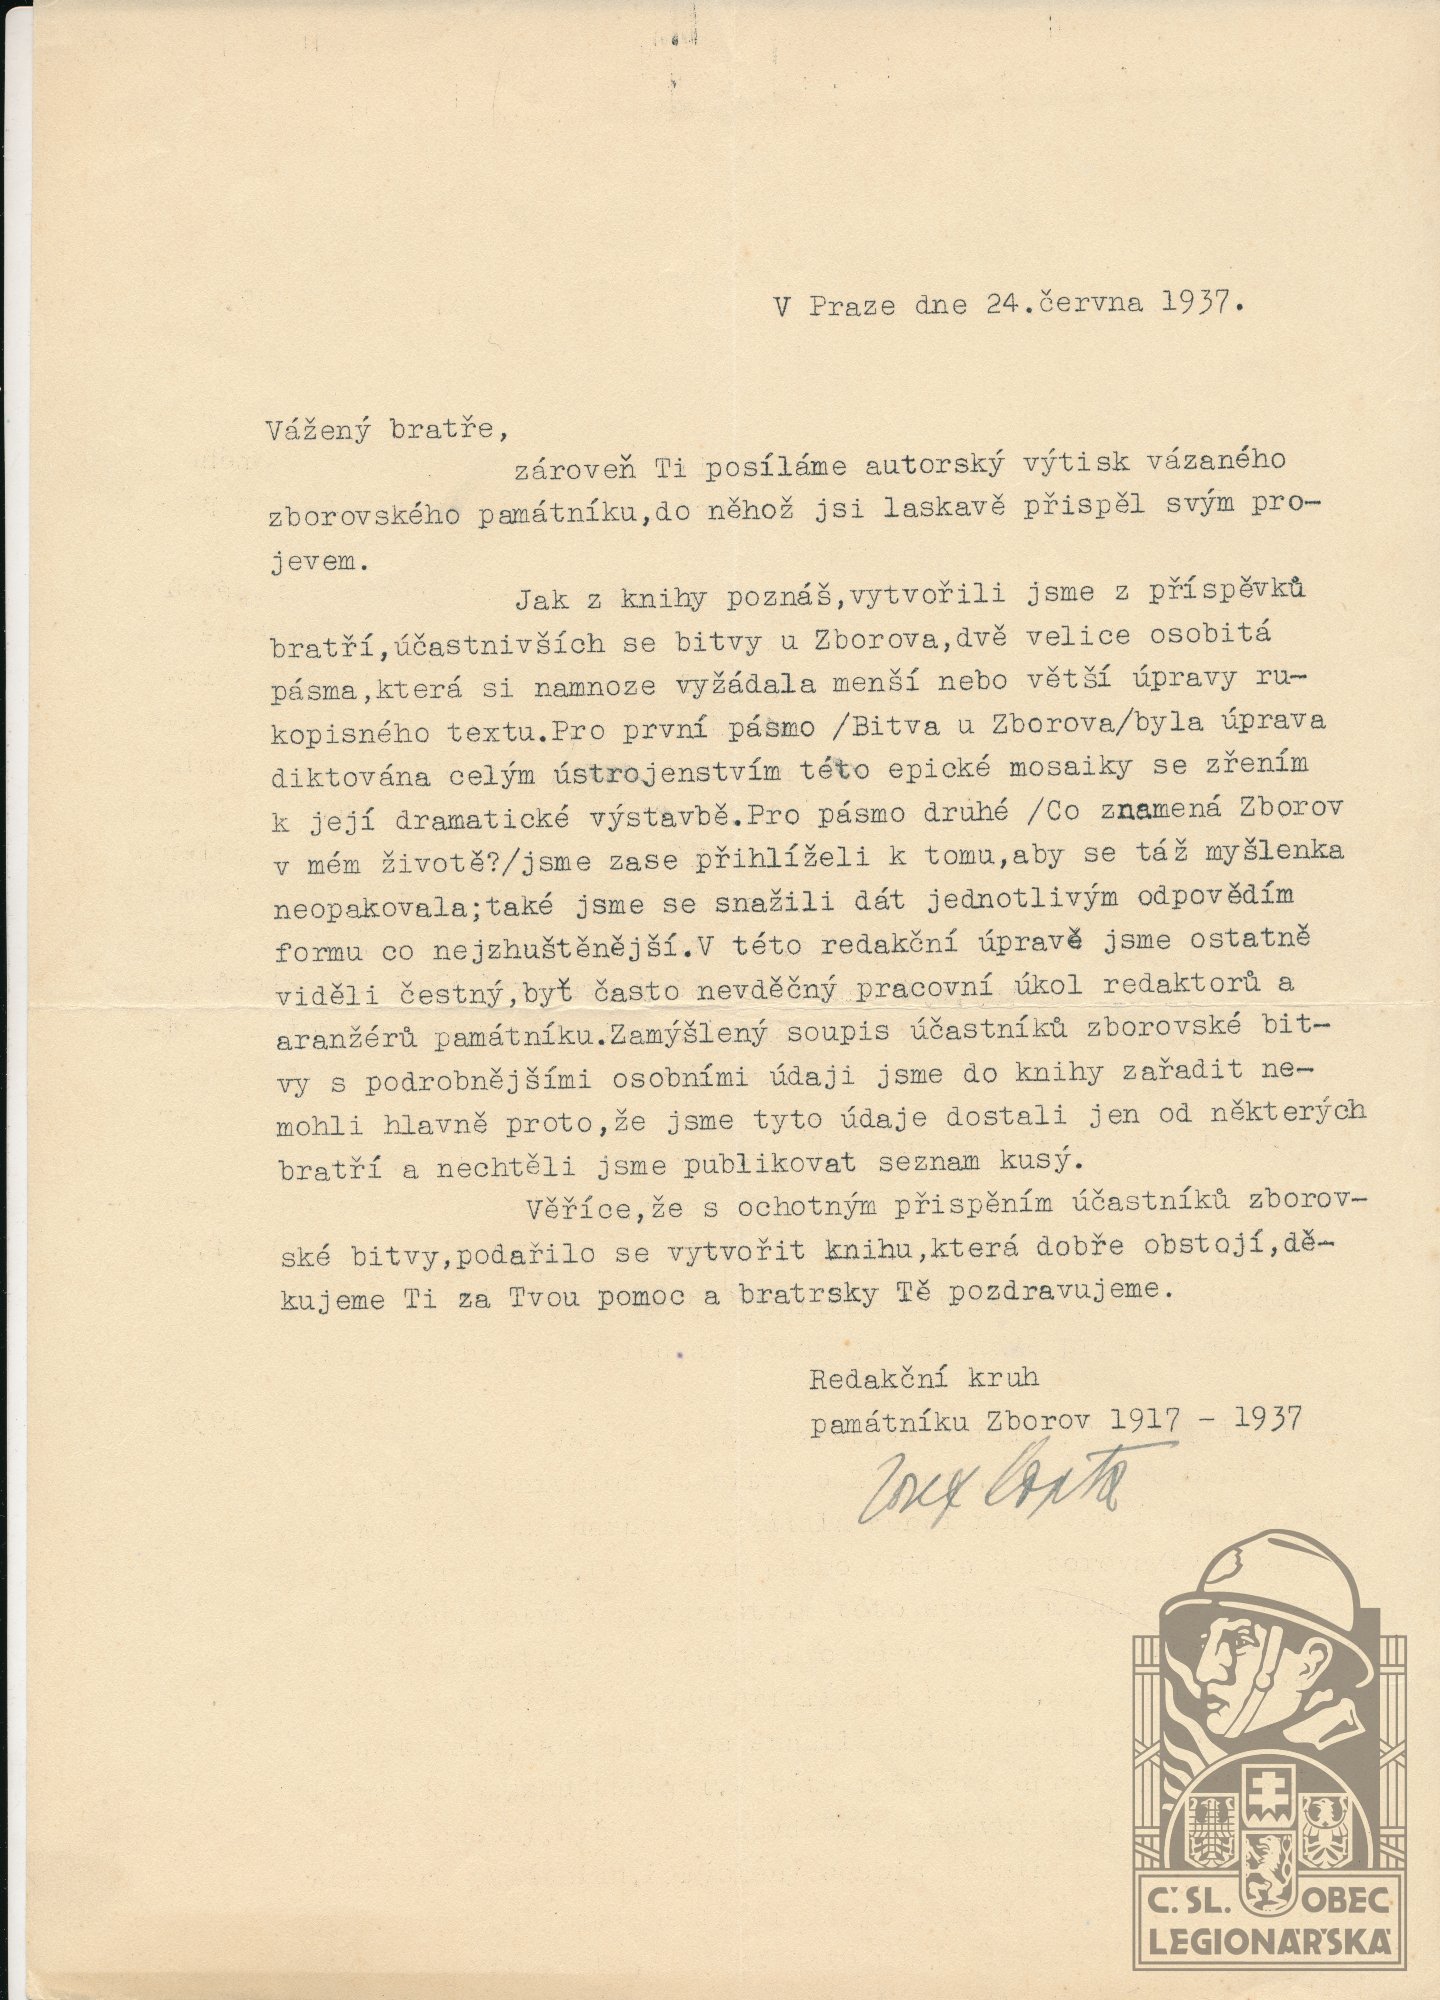 V Praze dne 24.června 1937.
Vážený bratře,
zároveň Ti posíláme autorský výtisk vázaného
zborovského památníku,do něhož jsi laskavě přispěl svým pro-
jevem.
Jak z knihy poznáš,vytvořili jsme z příspěvků
bratří,účastnivších se bitvy u Zborova,dvě velice osobitá
pásma,která si namnoze vyžádala menší nebo větší úpravy ru-
kopisného textu.Pro první pásmo /Bitva u Zborova/byla úprava
diktována celým ústrojenstvím této epické mosaiky se zřením
k její dramatické výstavbě.Pro pásmo druhé /Co znamená Zborov
v mém životě?/jsme zase přihlíželi k tomu,aby se táž myšlenka
neopakovala;také jsme se snažili dát jednotlivým odpovědím
formu co nejzhuštěnější.V této redakční úpravě jsme ostatně
viděli čestný,byť často nevděčný pracovní úkol redaktorů a
aranžérů památníku.Zamýšlený soupis účastníků zborovské bit-
vy s podrobnějšími osobními údaji jsme do knihy zařadit ne-
mohli hlavně proto,že jsme tyto údaje dostali jen od některých
bratří a nechtěli jsme publikovat seznam kusý.
Věříce,že s ochotným přispěním účastníků zborov-
ské bitvy,podařilo se vytvořit knihu,která dobře obstojí,dě-
kujeme Ti za Tvou pomoc a bratrsky Tě pozdravujeme.
Redakční kruh
památníku Zborov 1917 - 1937
Josef Kopta
Č.SL. OBEC
LEGIONÁŘSKÁ